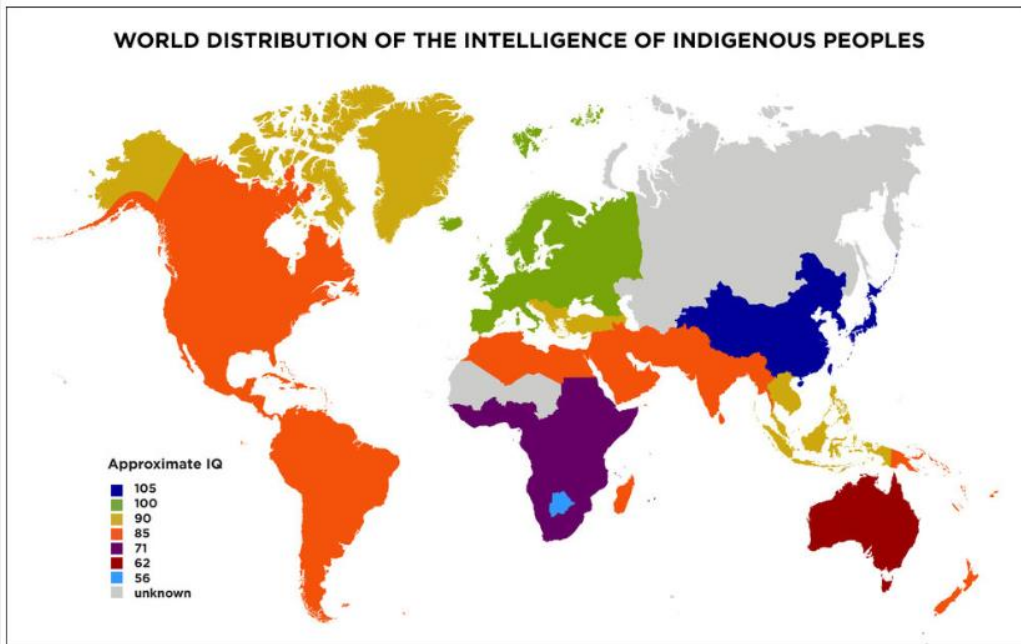 WORLD DISTRIBUTION OF THE INTELLIGENCE OF INDIGENOUS PEOPLES
Approximate IQ
105
100
90
85
71
62
56
unknown